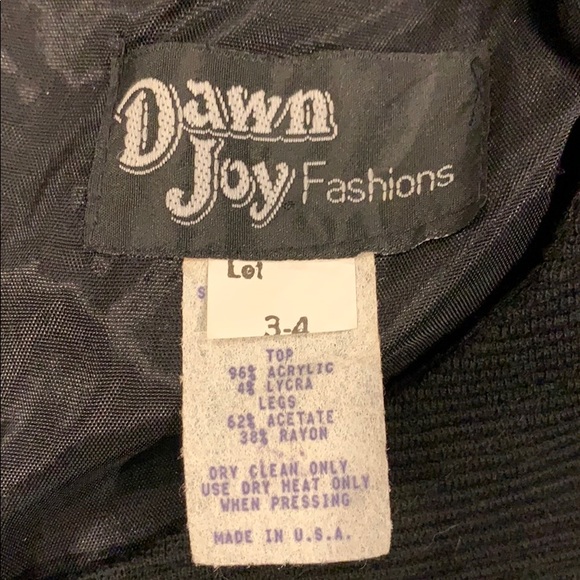 Dawn
Joy Fashions
Lot
S
3-4
TOP
96% ACRYLIC
4% LYCRA
LEGS
62% ACETATE
38% RAYON
DRY CLEAN ONLY
USE DRY HEAT ONLY
WHEN PRESSING
MADE IN U.S.A.